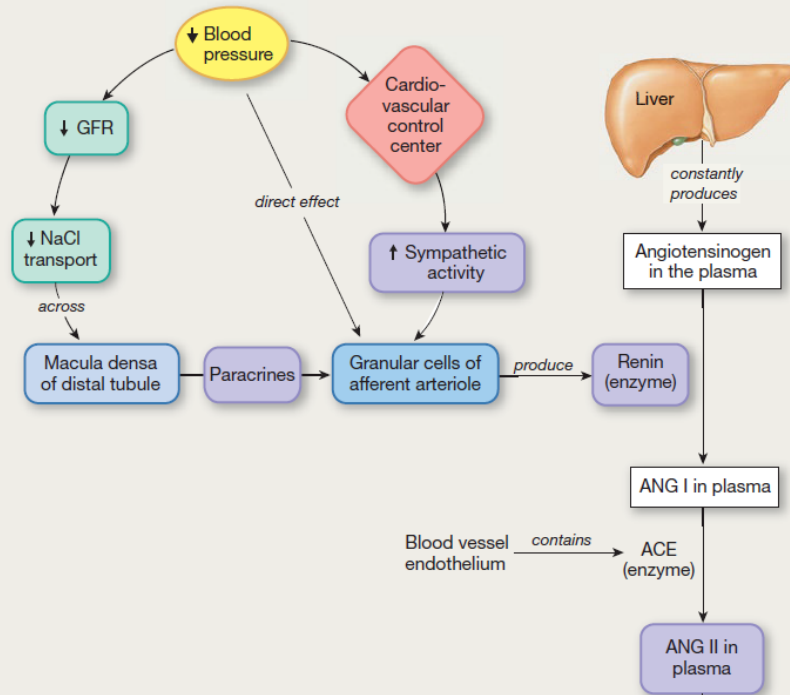 ↓ Blood
pressure
Cardio-
vascular
control
center
Liver
↓ GFR
constantly
produces
direct effect
↓ NaCl
transport
↑ Sympathetic
activity
Angiotensinogen
in the plasma
across
Macula densa
of distal tubule
Paracrines
Granular cells of
afferent arteriole
produce
Renin
(enzyme)
ANG I in plasma
Blood vessel
endothelium
contains
ACE
(enzyme)
ANG II in
plasma